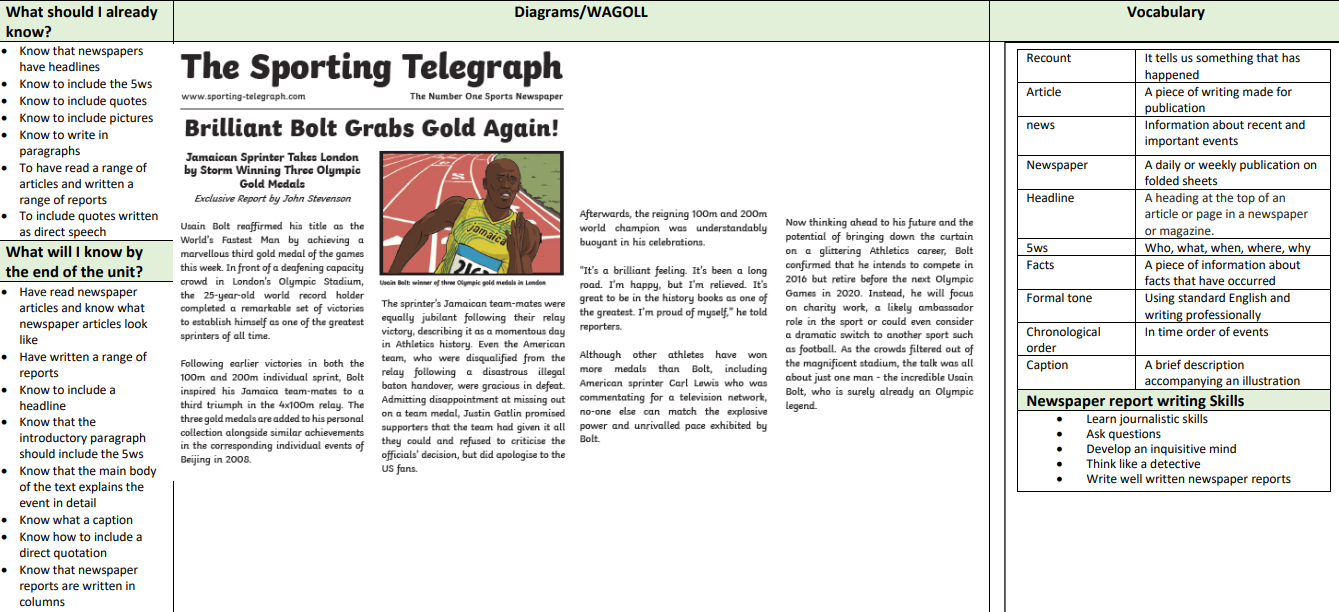 What should I already
know?
• Know that newspapers
have headlines
• Know to include the 5ws
• Know to include quotes
• Know to include pictures
• Know to write in
paragraphs
• To have read a range of
articles and written a
range of reports
• To include quotes written
as direct speech
What will I know by
the end of the unit?
• Have read newspaper
articles and know what
newspaper articles look
like
• Have written a range of
reports
• Know to include a
headline
• Know that the
introductory paragraph
should include the 5ws
• Know that the main body
of the text explains the
event in detail
• Know what a caption
• Know how to include a
direct quotation
• Know that newspaper
reports are written in
columns
Diagrams/WAGOLL
The Sporting Telegraph
www.sporting-telegraph.com The Number One Sports Newspaper
Brilliant Bolt Grabs Gold Again!
Jamaican Sprinter Takes London
by Storm Winning Three Olympic
Gold Medals
Exclusive Report by John Stevenson
Usain Bolt reaffirmed his title as the
World's Fastest Man by achieving a
marvellous third gold medal of the games
this week. In front of a deafening capacity
crowd in London's Olympic Stadium,
the 25-year-old world record holder
completed a remarkable set of victories
to establish himself as one of the greatest
sprinters of all time.
Following earlier victories in both the
100m and 200m individual sprint, Bolt
inspired his Jamaica team-mates to a
third triumph in the 4x100m relay. The
three gold medals are added to his personal
collection alongside similar achievements
in the corresponding individual events of
Beijing in 2008.
Jamaica
Usain Bolt: winner of three Olympic gold medals in London
The sprinter's Jamaican team-mates were
equally jubilant following their relay
victory, describing it as a momentous day
in Athletics history. Even the American
team, who were disqualified from the
relay following a disastrous illegal
baton handover, were gracious in defeat.
Admitting disappointment at missing out
on a team medal, Justin Gatlin promised
supporters that the team had given it all
they could and refused to criticise the
officials' decision, but did apologise to the
US fans.
Afterwards, the reigning 100m and 200m
world champion was understandably
buoyant in his celebrations.
"It's a brilliant feeling. It's been a long
road. I'm happy, but I'm relieved. It's
great to be in the history books as one of
the greatest. I'm proud of myself," he told
reporters.
Although other athletes have won
more medals than Bolt, including
American sprinter Carl Lewis who was
commentating for a television network,
no-one else can match the explosive
power and unrivalled pace exhibited by
Bolt.
Now thinking ahead to his future and the
potential of bringing down the curtain
on a glittering Athletics career, Bolt
confirmed that he intends to compete in
2016 but retire before the next Olympic
Games in 2020. Instead, he will focus
on charity work, a likely ambassador
role in the sport or could even consider
a dramatic switch to another sport such
as football. As the crowds filtered out of
the magnificent stadium, the talk was all
about just one man - the incredible Usain
Bolt, who is surely already an Olympic
legend.
Vocabulary
Recount It tells us something that has
happened
Article A piece of writing made for
publication
news Information about recent and
important events
Newspaper A daily or weekly publication on
folded sheets
Headline A heading at the top of an
article or page in a newspaper
or magazine.
5ws Who, what, when, where, why
Facts A piece of information about
facts that have occurred
Formal tone Using standard English and
writing professionally
Chronological In time order of events
order
Caption A brief description
accompanying an illustration
Newspaper report writing Skills
• Learn journalistic skills
• Ask questions
• Develop an inquisitive mind
• Think like a detective
• Write well written newspaper reports